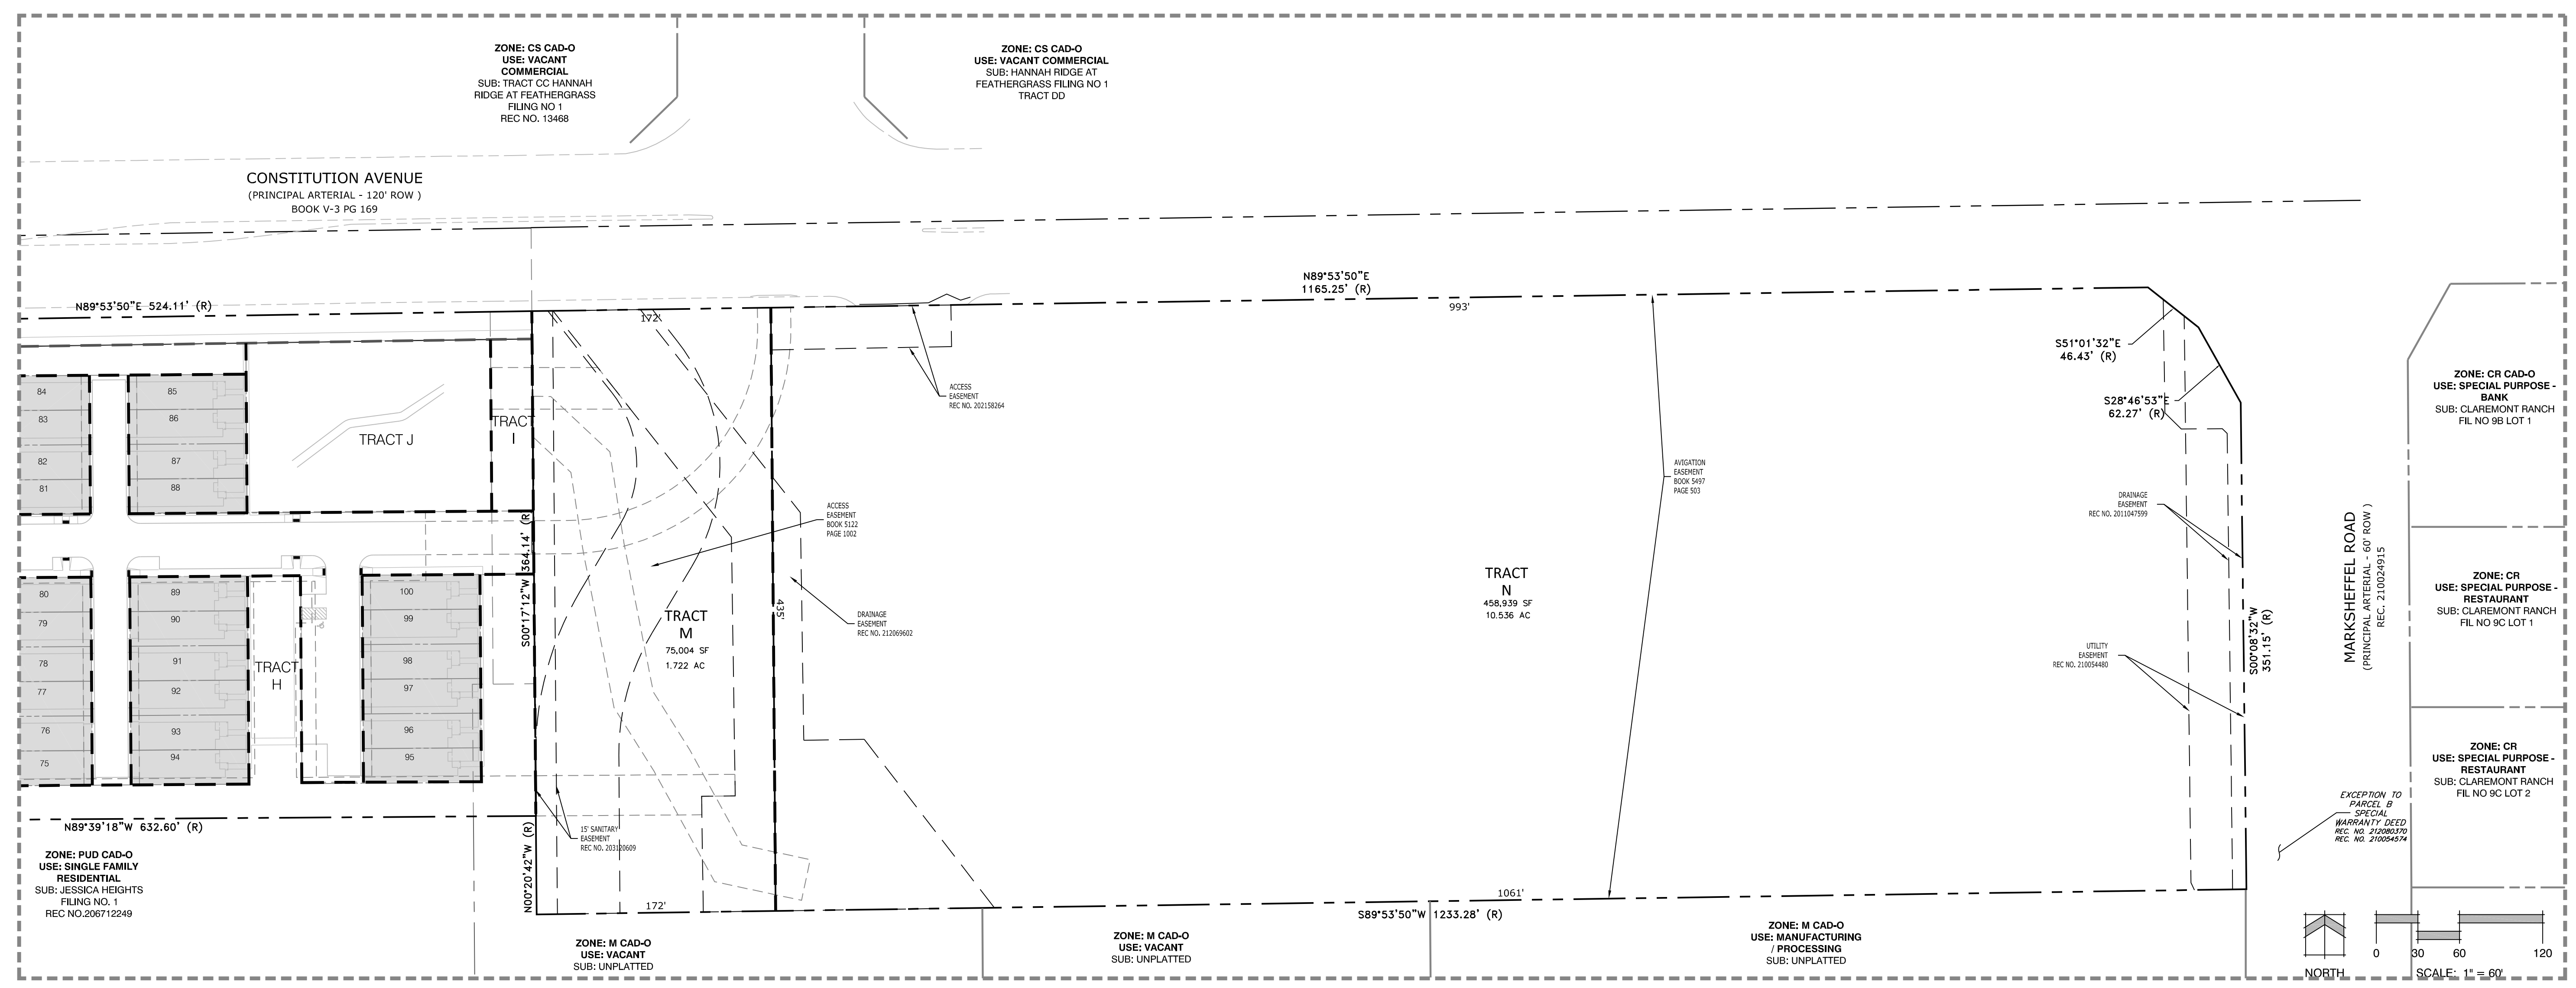 ZONE: CS CAD-O
USE: VACANT
COMMERCIAL
SUB: TRACT CC HANNAH
RIDGE AT FEATHERGRASS
FILING NO 1
REC NO. 13468
ZONE: CS CAD-O
USE: VACANT COMMERCIAL
SUB: HANNAH RIDGE AT
FEATHERGRASS FILING NO 1
TRACT DD
CONSTITUTION AVENUE
(PRINCIPAL ARTERIAL - 120' ROW )
BOOK V-3 PG 169
N89°53'50"E 524.11' (R)
172'
N89°53'50"E
1165.25' (R)
993'
S51°01'32"E
46.43' (R)
S28°46'53"E
62.27' (R)
84
83
82
81
85
86
87
88
TRACT J
TRACT
I
ACCESS
EASEMENT
REC NO. 202158264
ACCESS
EASEMENT
BOOK 5122
PAGE 1002
AVIGATION
EASEMENT
BOOK 5497
PAGE 503
DRAINAGE
EASEMENT
REC NO. 2011047599
S00°17'12"W 364.14' (R)
80
79
78
77
76
75
89
90
91
92
93
94
TRACT
H
100
99
98
97
96
95
TRACT
M
75,004 SF
1.722 AC
435'
DRAINAGE
EASEMENT
REC NO. 212069602
TRACT
N
458,939 SF
10.536 AC
UTILITY
EASEMENT
REC NO. 210054480
S00°08'32"W
351.15' (R)
MARKSHEFFEL ROAD
(PRINCIPAL ARTERIAL - 60' ROW )
REC. 210024915
ZONE: CR CAD-O
USE: SPECIAL PURPOSE -
BANK
SUB: CLAREMONT RANCH
FIL NO 9B LOT 1
ZONE: CR
USE: SPECIAL PURPOSE -
RESTAURANT
SUB: CLAREMONT RANCH
FIL NO 9C LOT 1
ZONE: CR
USE: SPECIAL PURPOSE -
RESTAURANT
SUB: CLAREMONT RANCH
FIL NO 9C LOT 2
EXCEPTION TO
PARCEL B
SPECIAL
WARRANTY DEED
REC. NO. 212080370
REC. NO. 210054574
N89°39'18"W 632.60' (R)
ZONE: PUD CAD-O
USE: SINGLE FAMILY
RESIDENTIAL
SUB: JESSICA HEIGHTS
FILING NO. 1
REC NO.206712249
15' SANITARY
EASEMENT
REC NO. 203120609
N00°20'42"W (R)
172'
1061'
S89°53'50"W 1233.28' (R)
ZONE: M CAD-O
USE: VACANT
SUB: UNPLATTED
ZONE: M CAD-O
USE: VACANT
SUB: UNPLATTED
ZONE: M CAD-O
USE: MANUFACTURING
/ PROCESSING
SUB: UNPLATTED
NORTH
0 30 60 120
SCALE: 1" = 60'